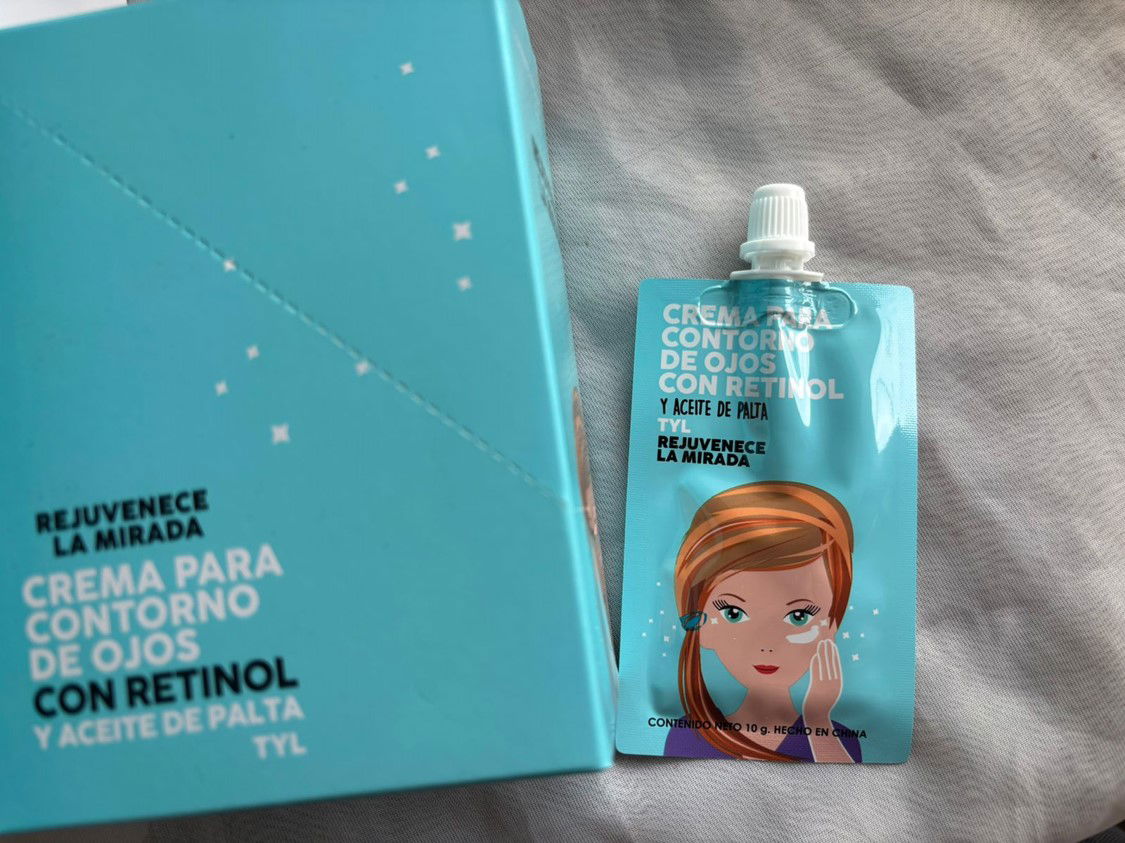 REJUVENECE
LA MIRADA
CREMA PARA
CONTORNO
DE OJOS
CON RETINOL
Y ACEITE DE PALTA
TYL
CREMA PARA
CONTORNO
DE OJOS
CON RETINOL
Y ACEITE DE PALTA
TYL
REJUVENECE
LA MIRADA
CONTENIDO NETO 10 g. HECHO EN CHINA